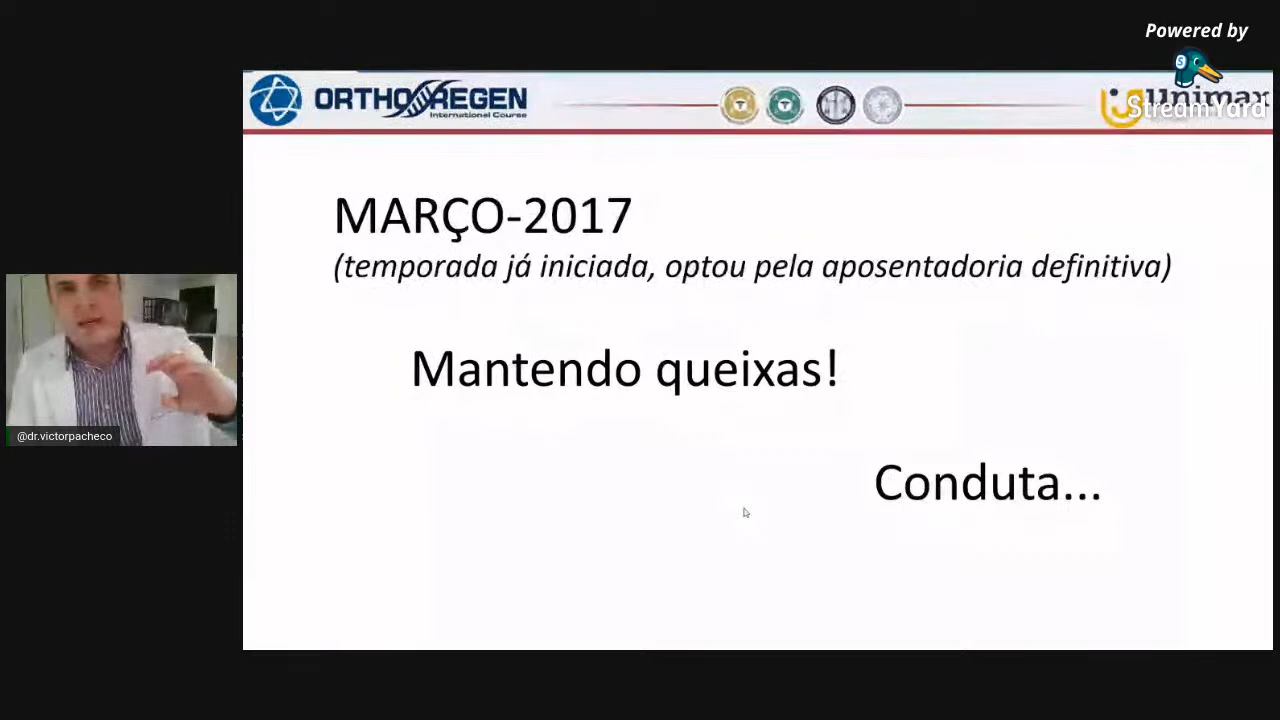 Powered by
StreamYard
ORTHOREGEN
International Course
Unimax
MARÇO-2017
(temporada já iniciada, optou pela aposentadoria definitiva)
Mantendo queixas!
Conduta...
@dr.victorpacheco